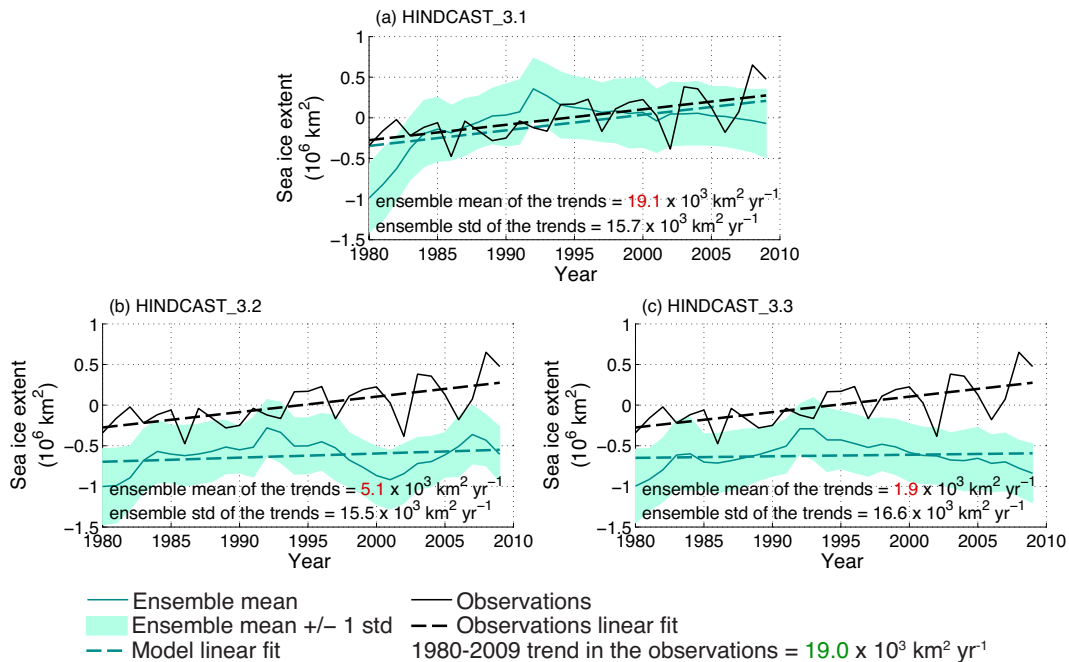 (a) HINDCAST_3.1
Sea ice extent
(10⁶ km²)
1
0.5
0
−0.5
−1
−1.5
ensemble mean of the trends = 19.1 x 10³ km² yr⁻¹
ensemble std of the trends = 15.7 x 10³ km² yr⁻¹
1980 1985 1990 1995 2000 2005 2010
Year
(b) HINDCAST_3.2
Sea ice extent
(10⁶ km²)
1
0.5
0
−0.5
−1
−1.5
ensemble mean of the trends = 5.1 x 10³ km² yr⁻¹
ensemble std of the trends = 15.5 x 10³ km² yr⁻¹
1980 1985 1990 1995 2000 2005 2010
Year
(c) HINDCAST_3.3
Sea ice extent
(10⁶ km²)
1
0.5
0
−0.5
−1
−1.5
ensemble mean of the trends = 1.9 x 10³ km² yr⁻¹
ensemble std of the trends = 16.6 x 10³ km² yr⁻¹
1980 1985 1990 1995 2000 2005 2010
Year
Ensemble mean
Ensemble mean +/− 1 std
Model linear fit
Observations
Observations linear fit
1980-2009 trend in the observations = 19.0 x 10³ km² yr⁻¹